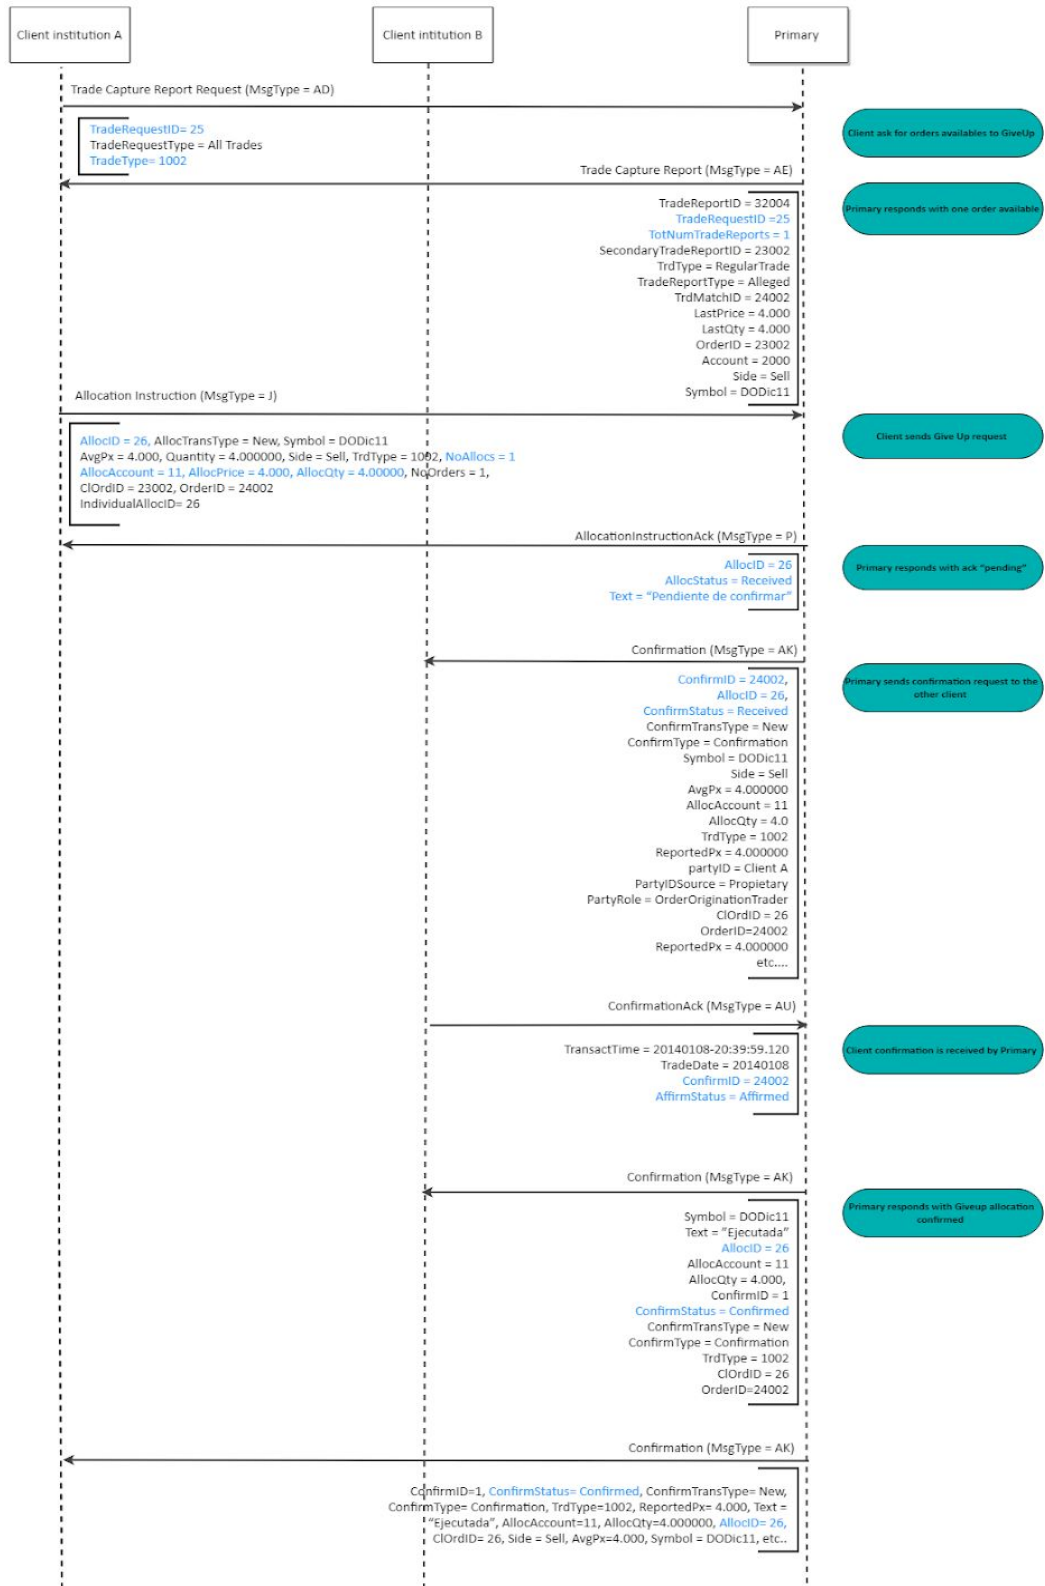 Client institution A
Client intitution B
Primary
Trade Capture Report Request (MsgType = AD)
TradeRequestID= 25
TradeRequestType = All Trades
TradeType= 1002
Client ask for orders availables to GiveUp
Trade Capture Report (MsgType = AE)
TradeReportID = 32004
TradeRequestID =25
TotNumTradeReports = 1
SecondaryTradeReportID = 23002
TrdType = RegularTrade
TradeReportType = Alleged
TrdMatchID = 24002
LastPrice = 4.000
LastQty = 4.000
OrderID = 23002
Account = 2000
Side = Sell
Symbol = DODic11
Primary responds with one order available
Allocation Instruction (MsgType = J)
AllocID = 26, AllocTransType = New, Symbol = DODic11
AvgPx = 4.000, Quantity = 4.000000, Side = Sell, TrdType = 1002, NoAllocs = 1
AllocAccount = 11, AllocPrice = 4.000, AllocQty = 4.00000, NoOrders = 1,
ClOrdID = 23002, OrderID = 24002
IndividualAllocID= 26
Client sends Give Up request
AllocationInstructionAck (MsgType = P)
AllocID = 26
AllocStatus = Received
Text = “Pendiente de confirmar”
Primary responds with ack “pending”
Confirmation (MsgType = AK)
ConfirmID = 24002,
AllocID = 26,
ConfirmStatus = Received
ConfirmTransType = New
ConfirmType = Confirmation
Symbol = DODic11
Side = Sell
AvgPx = 4.000000
AllocAccount = 11
AllocQty = 4.0
TrdType = 1002
ReportedPx = 4.000000
partyID = Client A
PartyIDSource = Propietary
PartyRole = OrderOriginationTrader
ClOrdID = 26
OrderID=24002
ReportedPx = 4.000000
etc....
Primary sends confirmation request to the
other client
ConfirmationAck (MsgType = AU)
TransactTime = 20140108-20:39:59.120
TradeDate = 20140108
ConfirmID = 24002
AffirmStatus = Affirmed
Client confirmation is received by Primary
Confirmation (MsgType = AK)
Symbol = DODic11
Text = “Ejecutada”
AllocID = 26
AllocAccount = 11
AllocQty = 4.000,
ConfirmID = 1
ConfirmStatus = Confirmed
ConfirmTransType = New
ConfirmType = Confirmation
TrdType = 1002
ClOrdID = 26
OrderID=24002
Primary responds with Giveup allocation
confirmed
Confirmation (MsgType = AK)
ConfirmID=1, ConfirmStatus= Confirmed, ConfirmTransType= New,
ConfirmType= Confirmation, TrdType=1002, ReportedPx= 4.000, Text =
“Ejecutada”, AllocAccount=11, AllocQty=4.000000, AllocID= 26,
ClOrdID= 26, Side = Sell, AvgPx=4.000, Symbol = DODic11, etc..